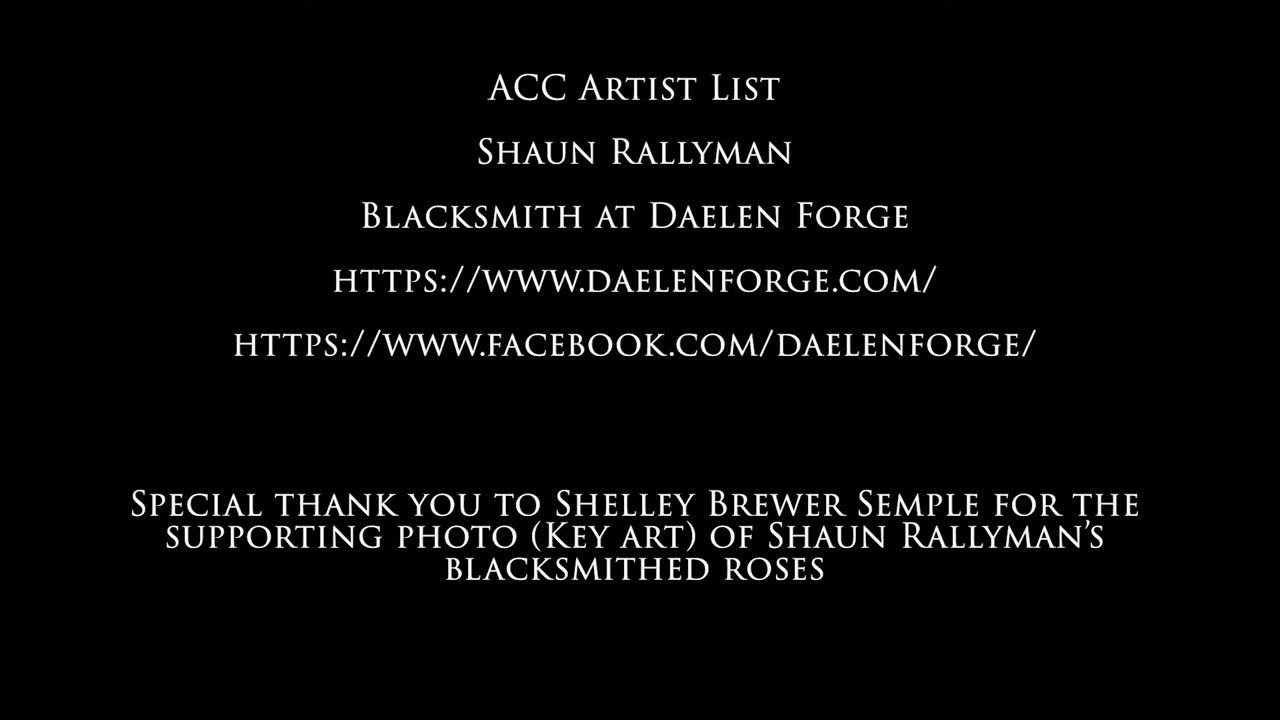 ACC Artist List
Shaun Rallyman
Blacksmith at Daelen Forge
https://www.daelenforge.com/
https://www.facebook.com/daelenforge/
Special thank you to Shelley Brewer Semple for the
supporting photo (Key art) of Shaun Rallyman’s
blacksmithed roses